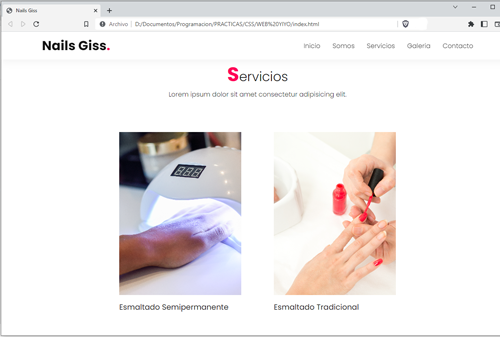 Nails Giss
Archivo | D:/Documentos/Programacion/PRACTICAS/CSS/WEB%20YIYO/index.html
Nails Giss.
Inicio Somos Servicios Galeria Contacto
Servicios
Lorem ipsum dolor sit amet consectetur adipisicing elit.
888
Esmaltado Semipermanente
Esmaltado Tradicional